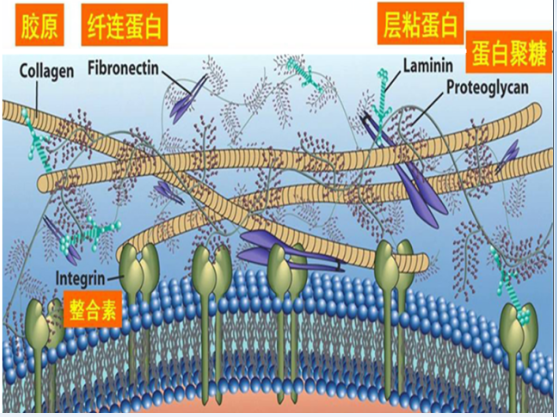 胶原
纤连蛋白
层粘蛋白
蛋白聚糖
Collagen
Fibronectin
Laminin
Proteoglycan
Integrin
整合素